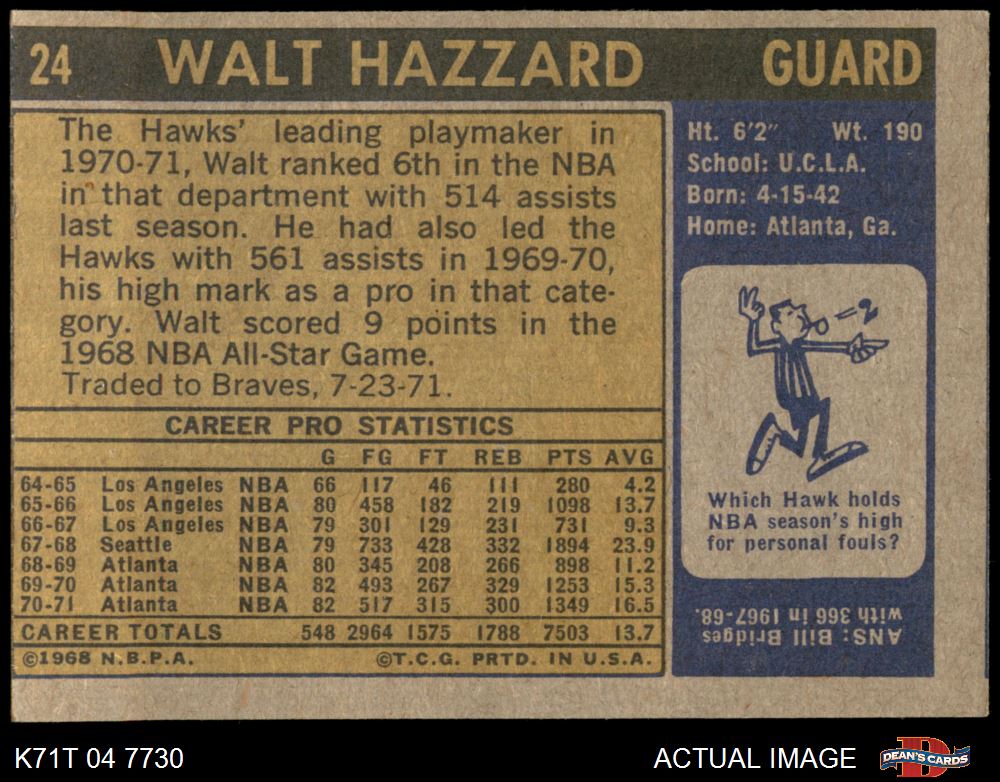 24 WALT HAZZARD GUARD
The Hawks' leading playmaker in
1970-71, Walt ranked 6th in the NBA
in that department with 514 assists
last season. He had also led the
Hawks with 561 assists in 1969-70,
his high mark as a pro in that cate-
gory. Walt scored 9 points in the
1968 NBA All-Star Game.
Traded to Braves, 7-23-71.
CAREER PRO STATISTICS
G FG FT REB PTS AVG
64-65 Los Angeles NBA 66 117 46 111 280 4.2
65-66 Los Angeles NBA 80 458 182 219 1098 13.7
66-67 Los Angeles NBA 79 301 129 231 731 9.3
67-68 Seattle NBA 79 733 428 332 1894 23.9
68-69 Atlanta NBA 80 345 208 266 898 11.2
69-70 Atlanta NBA 82 493 267 329 1253 15.3
70-71 Atlanta NBA 82 517 315 300 1349 16.5
CAREER TOTALS 548 2964 1575 1788 7503 13.7
©1968 N.B.P.A. ©T.C.G. PRTD. IN U.S.A.
Ht. 6'2" Wt. 190
School: U.C.L.A.
Born: 4-15-42
Home: Atlanta, Ga.
-2
Which Hawk holds
NBA season's high
for personal fouls?
ANS: Bill Bridges
with 366 in 1967-68.
K71T 04 7730 ACTUAL IMAGE DEAN'S CARDS